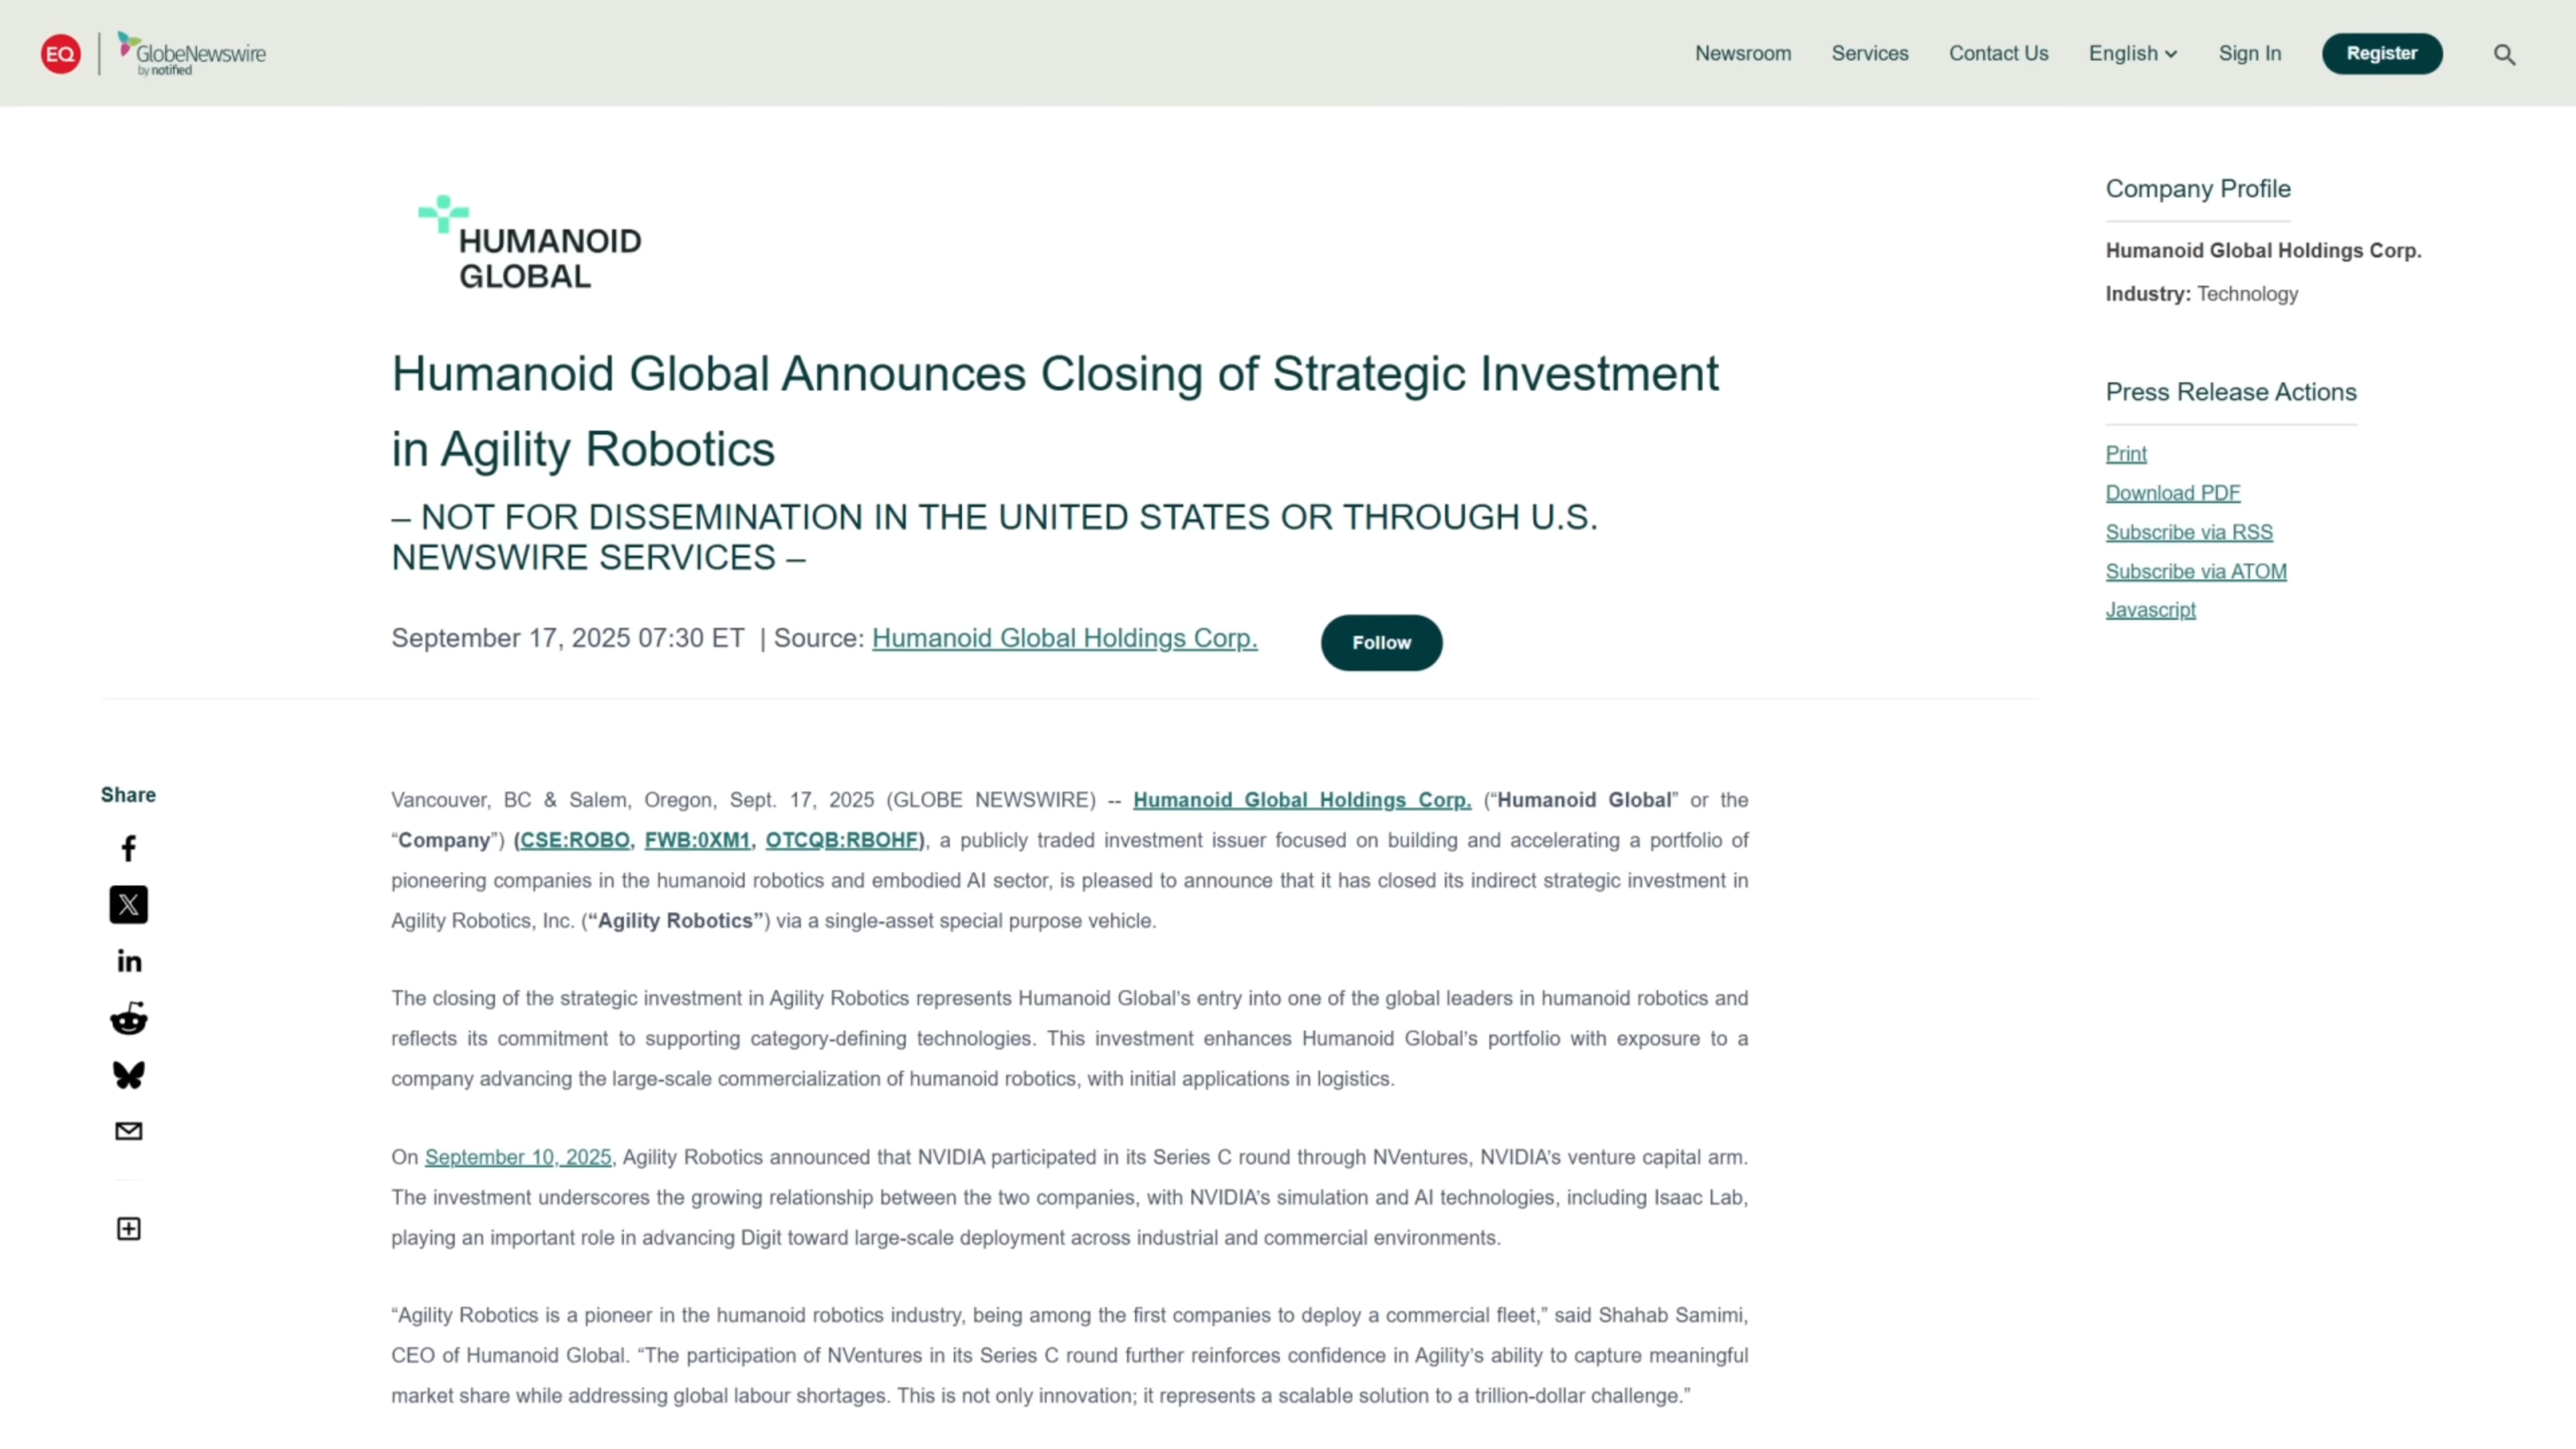 EQ
GlobeNewswire
by notified
Newsroom
Services
Contact Us
English
Sign In
Register
HUMANOID
GLOBAL
Humanoid Global Announces Closing of Strategic Investment
in Agility Robotics
– NOT FOR DISSEMINATION IN THE UNITED STATES OR THROUGH U.S.
NEWSWIRE SERVICES –
September 17, 2025 07:30 ET | Source: Humanoid Global Holdings Corp.
Follow
Company Profile
Humanoid Global Holdings Corp.
Industry: Technology
Press Release Actions
Print
Download PDF
Subscribe via RSS
Subscribe via ATOM
Javascript
Share
Vancouver, BC & Salem, Oregon, Sept. 17, 2025 (GLOBE NEWSWIRE) -- Humanoid Global Holdings Corp. (“Humanoid Global” or the
“Company”) (CSE:ROBO, FWB:0XM1, OTCQB:RBOHF), a publicly traded investment issuer focused on building and accelerating a portfolio of
pioneering companies in the humanoid robotics and embodied AI sector, is pleased to announce that it has closed its indirect strategic investment in
Agility Robotics, Inc. (“Agility Robotics”) via a single-asset special purpose vehicle.
The closing of the strategic investment in Agility Robotics represents Humanoid Global’s entry into one of the global leaders in humanoid robotics and
reflects its commitment to supporting category-defining technologies. This investment enhances Humanoid Global’s portfolio with exposure to a
company advancing the large-scale commercialization of humanoid robotics, with initial applications in logistics.
On September 10, 2025, Agility Robotics announced that NVIDIA participated in its Series C round through NVentures, NVIDIA’s venture capital arm.
The investment underscores the growing relationship between the two companies, with NVIDIA’s simulation and AI technologies, including Isaac Lab,
playing an important role in advancing Digit toward large-scale deployment across industrial and commercial environments.
“Agility Robotics is a pioneer in the humanoid robotics industry, being among the first companies to deploy a commercial fleet,” said Shahab Samimi,
CEO of Humanoid Global. “The participation of NVentures in its Series C round further reinforces confidence in Agility’s ability to capture meaningful
market share while addressing global labour shortages. This is not only innovation; it represents a scalable solution to a trillion-dollar challenge.”